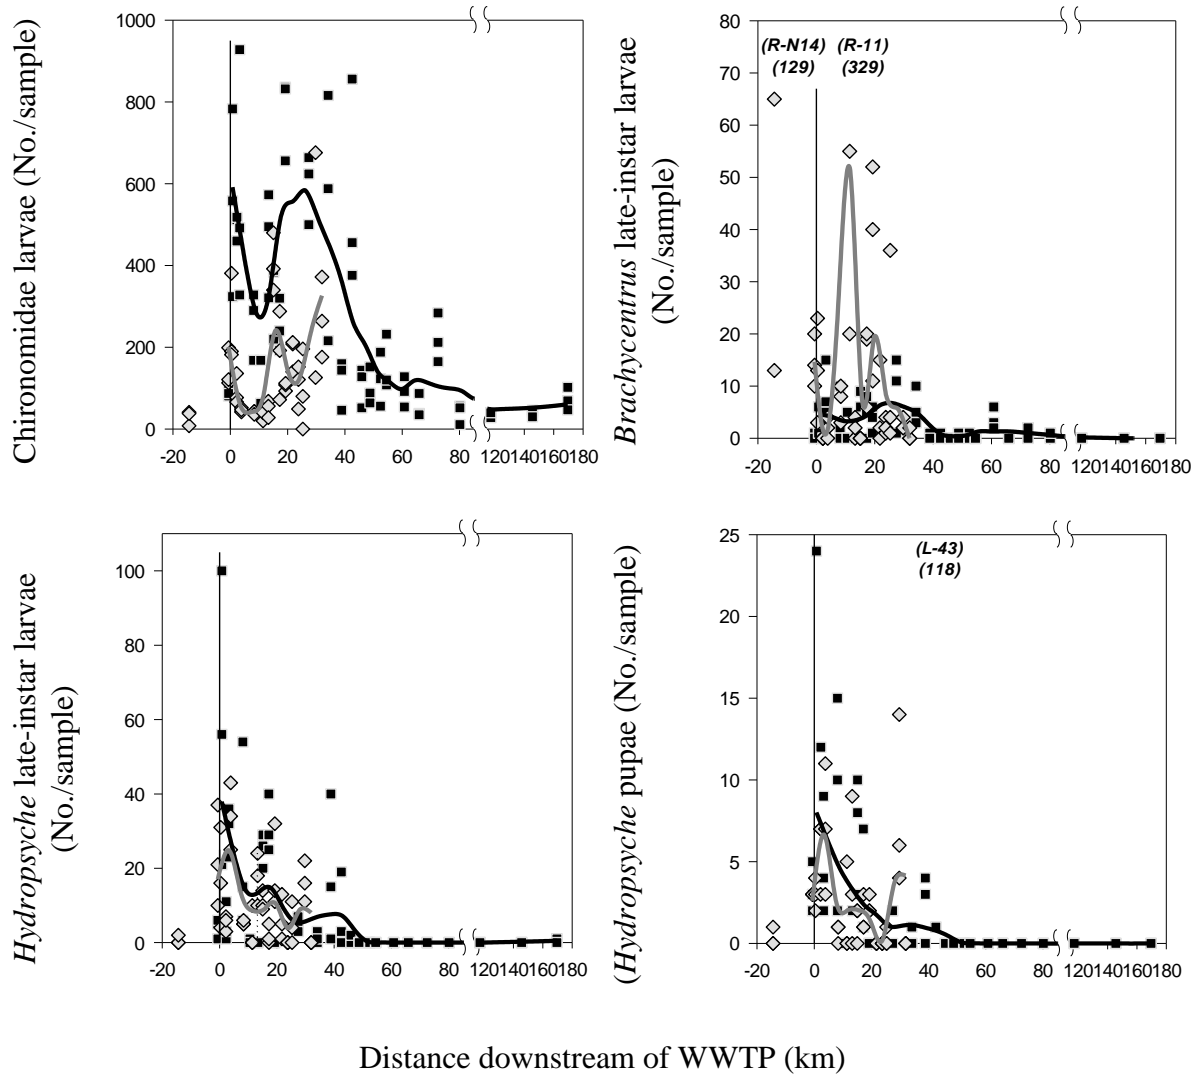 Chironomidae larvae (No./sample)
1000
800
600
400
200
0
-20 0 20 40 60 80 120140160180
Brachycentrus late-instar larvae
(No./sample)
80
70
60
50
40
30
20
10
0
(R-N14) (R-11)
(129) (329)
-20 0 20 40 60 80 120140160180
Hydropsyche late-instar larvae
(No./sample)
100
80
60
40
20
0
-20 0 20 40 60 80 120140160180
(Hydropsyche pupae (No./sample)
25
20
15
10
5
0
(L-43)
(118)
-20 0 20 40 60 80 120140160180
Distance downstream of WWTP (km)